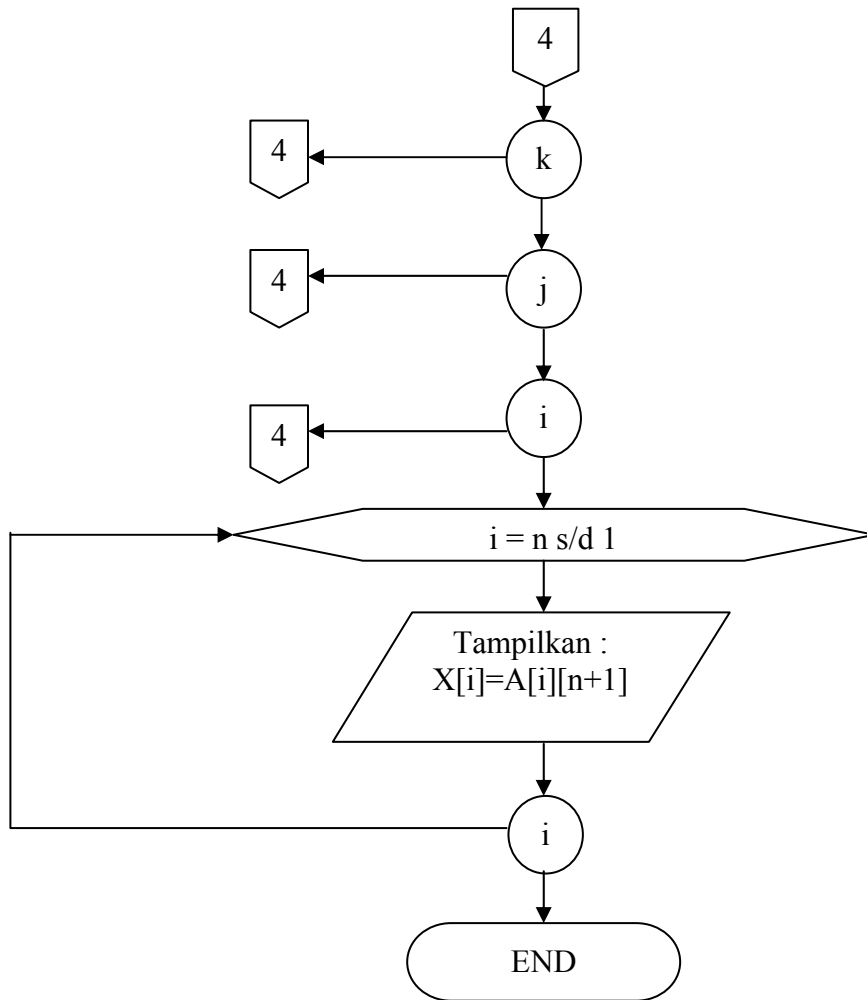 4
4
k
4
j
4
i
i = n s/d 1
Tampilkan :
X[i]=A[i][n+1]
i
END